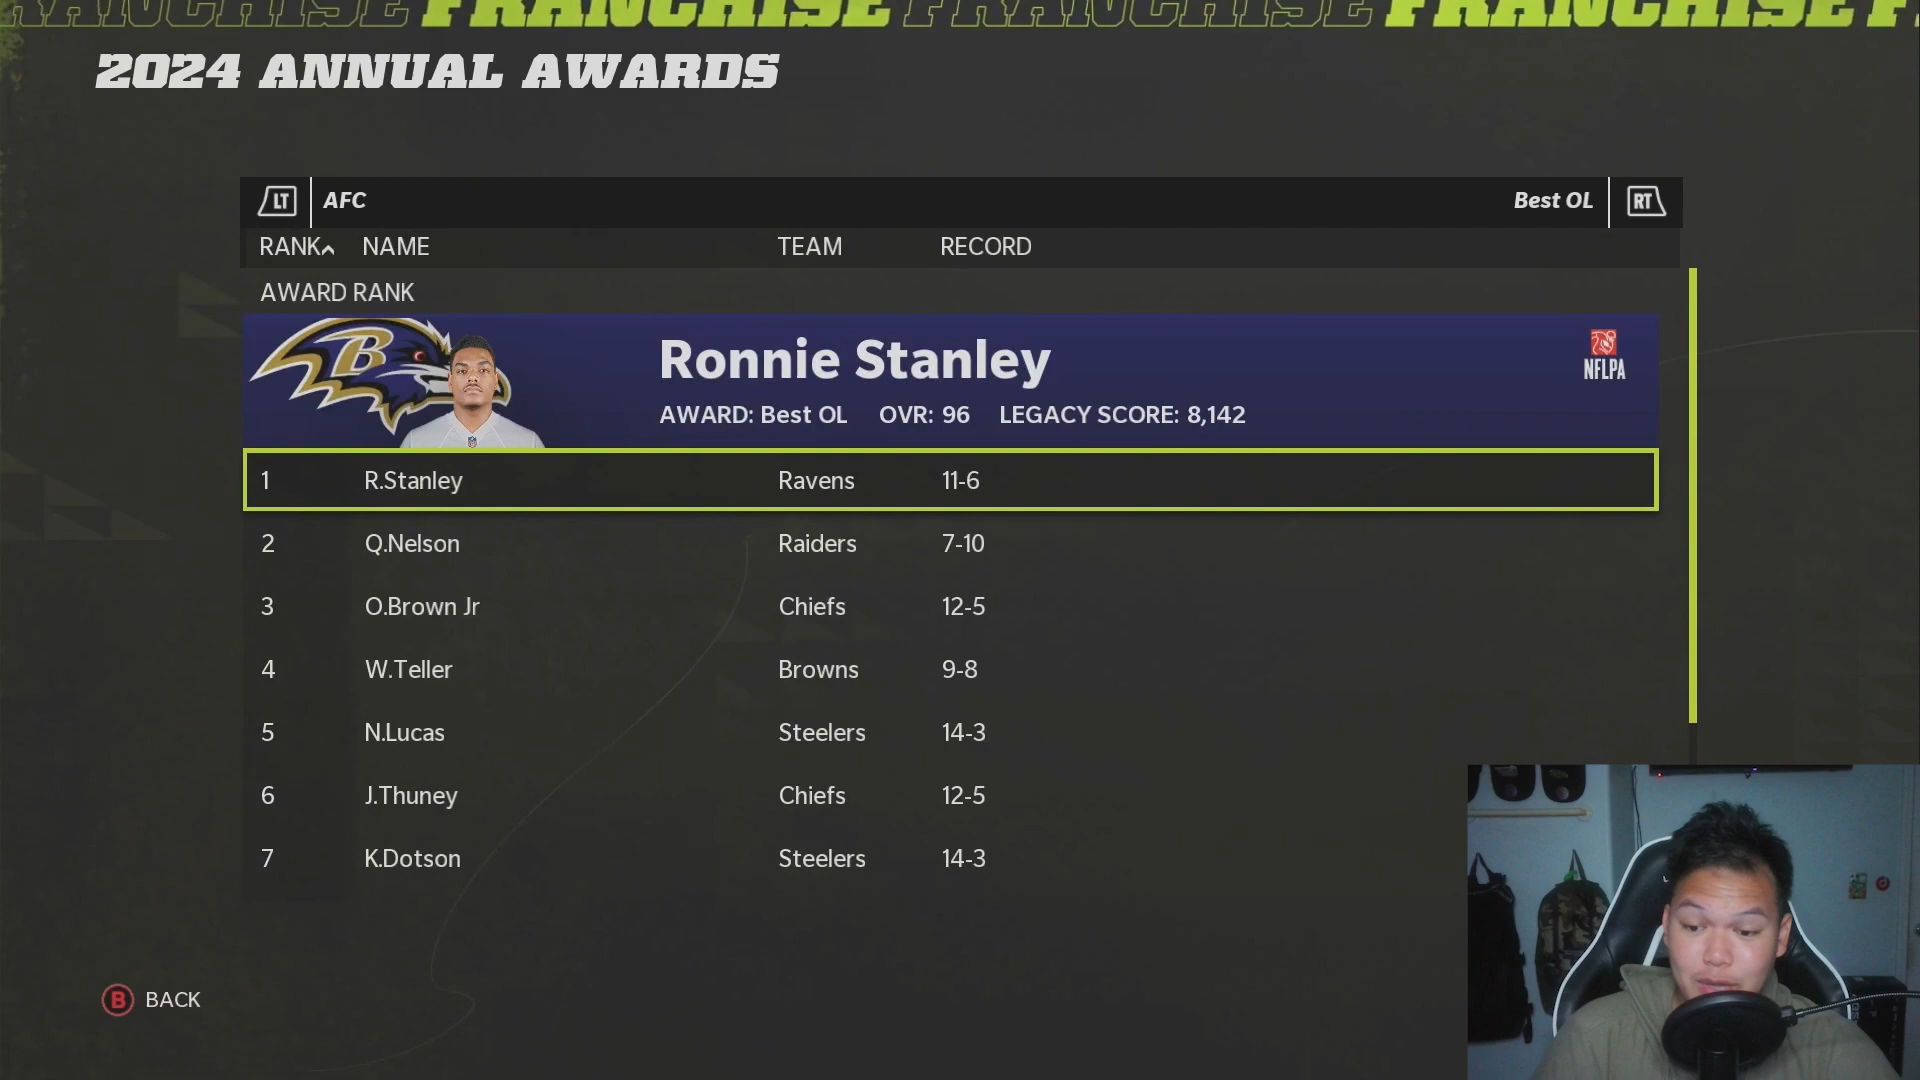 FRANCHISE FRANCHISE FRANCHISE FRANCHISE F
2024 ANNUAL AWARDS
LT AFC Best OL RT
RANK NAME TEAM RECORD
AWARD RANK
B
Ronnie Stanley
NFLPA
AWARD: Best OL OVR: 96 LEGACY SCORE: 8,142
1 R.Stanley Ravens 11-6
2 Q.Nelson Raiders 7-10
3 O.Brown Jr Chiefs 12-5
4 W.Teller Browns 9-8
5 N.Lucas Steelers 14-3
6 J.Thuney Chiefs 12-5
7 K.Dotson Steelers 14-3
B BACK